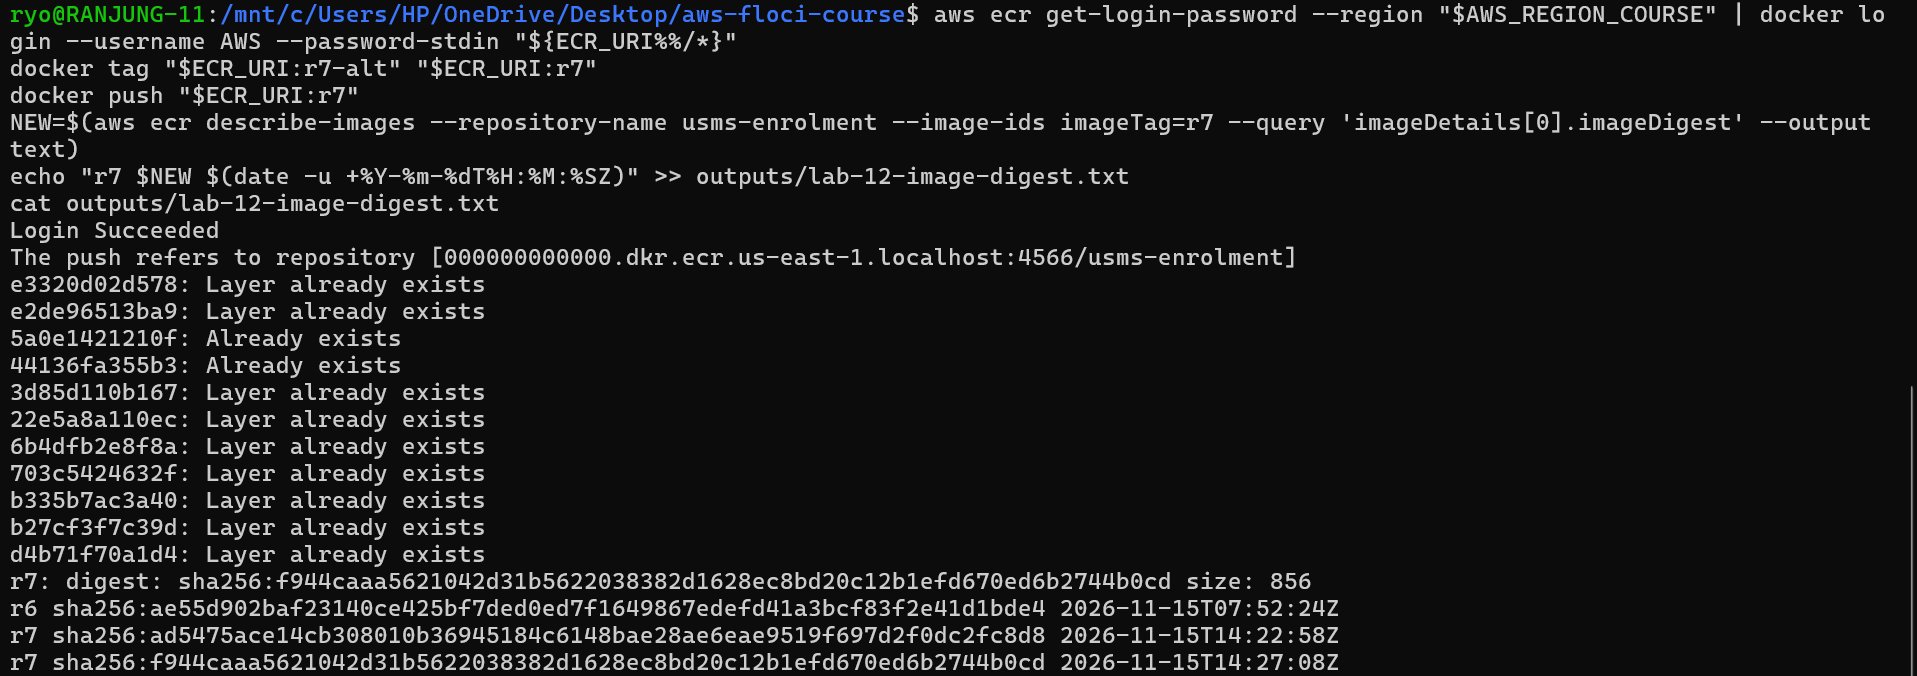 ryo@RANJUNG-11:/mnt/c/Users/HP/OneDrive/Desktop/aws-floci-course$ aws ecr get-login-password --region "$AWS_REGION_COURSE" | docker lo
gin --username AWS --password-stdin "${ECR_URI%%/*}"
docker tag "$ECR_URI:r7-alt" "$ECR_URI:r7"
docker push "$ECR_URI:r7"
NEW=$(aws ecr describe-images --repository-name usms-enrolment --image-ids imageTag=r7 --query 'imageDetails[0].imageDigest' --output
text)
echo "r7 $NEW $(date -u +%Y-%m-%dT%H:%M:%SZ)" >> outputs/lab-12-image-digest.txt
cat outputs/lab-12-image-digest.txt
Login Succeeded
The push refers to repository [000000000000.dkr.ecr.us-east-1.localhost:4566/usms-enrolment]
e3320d02d578: Layer already exists
e2de96513ba9: Layer already exists
5a0e1421210f: Already exists
44136fa355b3: Already exists
3d85d110b167: Layer already exists
22e5a8a110ec: Layer already exists
6b4dfb2e8f8a: Layer already exists
703c5424632f: Layer already exists
b335b7ac3a40: Layer already exists
b27cf3f7c39d: Layer already exists
d4b71f70a1d4: Layer already exists
r7: digest: sha256:f944caaa5621042d31b5622038382d1628ec8bd20c12b1efd670ed6b2744b0cd size: 856
r6 sha256:ae55d902baf23140ce425bf7ded0ed7f1649867edefd41a3bcf83f2e41d1bde4 2026-11-15T07:52:24Z
r7 sha256:ad5475ace14cb308010b36945184c6148bae28ae6eae9519f697d2f0dc2fc8d8 2026-11-15T14:22:58Z
r7 sha256:f944caaa5621042d31b5622038382d1628ec8bd20c12b1efd670ed6b2744b0cd 2026-11-15T14:27:08Z